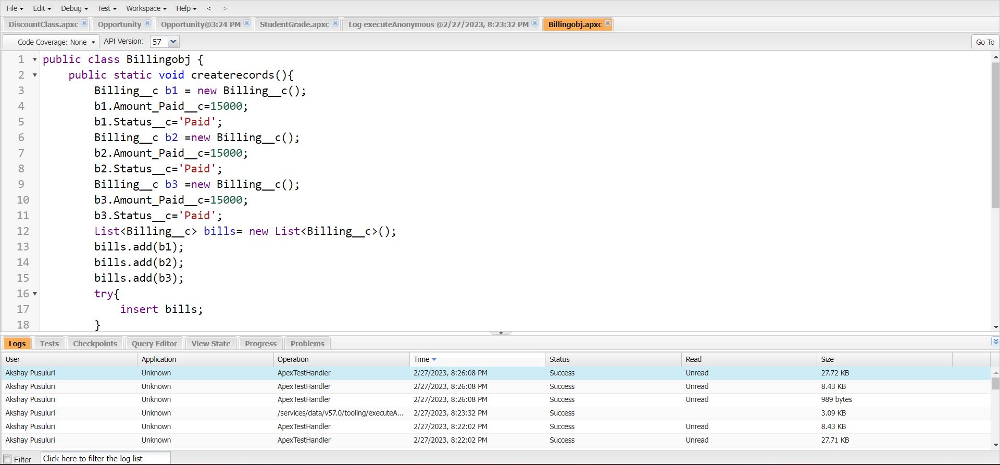 File Edit Debug Test Workspace Help < >
DiscountClass.apxc Opportunity Opportunity@3:24 PM StudentGrade.apxc Log executeAnonymous @2/27/2023, 8:23:32 PM Billingobj.apxc
Code Coverage: None API Version: 57 Go To
1 public class Billingobj {
2 public static void createrecords(){
3 Billing__c b1 = new Billing__c();
4 b1.Amount_Paid__c=15000;
5 b1.Status__c='Paid';
6 Billing__c b2 =new Billing__c();
7 b2.Amount_Paid__c=15000;
8 b2.Status__c='Paid';
9 Billing__c b3 =new Billing__c();
10 b3.Amount_Paid__c=15000;
11 b3.Status__c='Paid';
12 List<Billing__c> bills= new List<Billing__c>();
13 bills.add(b1);
14 bills.add(b2);
15 bills.add(b3);
16 try{
17 insert bills;
18 }
Logs Tests Checkpoints Query Editor View State Progress Problems
User Application Operation Time Status Read Size
Akshay Pusuluri Unknown ApexTestHandler 2/27/2023, 8:26:08 PM Success Unread 27.72 KB
Akshay Pusuluri Unknown ApexTestHandler 2/27/2023, 8:26:08 PM Success Unread 8.43 KB
Akshay Pusuluri Unknown ApexTestHandler 2/27/2023, 8:26:08 PM Success Unread 989 bytes
Akshay Pusuluri Unknown /services/data/v57.0/tooling/executeA... 2/27/2023, 8:23:32 PM Success 3.09 KB
Akshay Pusuluri Unknown ApexTestHandler 2/27/2023, 8:22:02 PM Success Unread 8.43 KB
Akshay Pusuluri Unknown ApexTestHandler 2/27/2023, 8:22:02 PM Success Unread 27.71 KB
Filter Click here to filter the log list